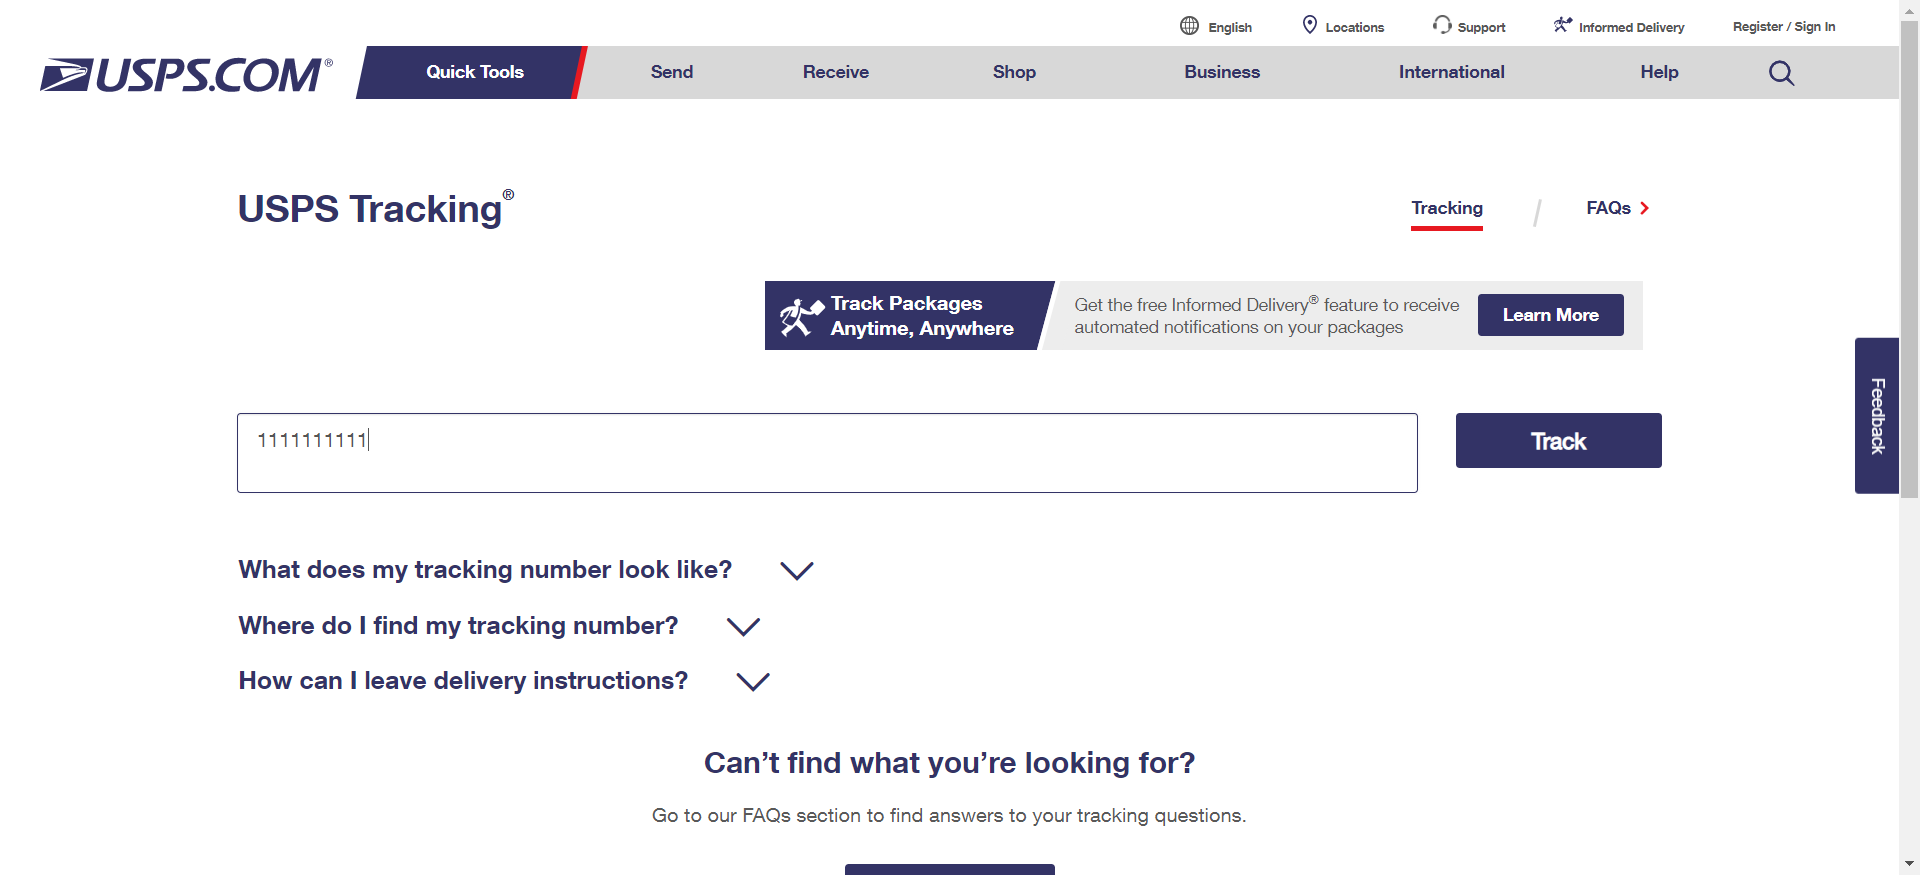 English
Locations
Support
Informed Delivery
Register / Sign In
USPS.COM®
Quick Tools
Send
Receive
Shop
Business
International
Help
USPS Tracking®
Tracking
/
FAQs
Track Packages
Anytime, Anywhere
Get the free Informed Delivery® feature to receive
automated notifications on your packages
Learn More
Feedback
1111111111
Track
What does my tracking number look like?
Where do I find my tracking number?
How can I leave delivery instructions?
Can’t find what you’re looking for?
Go to our FAQs section to find answers to your tracking questions.